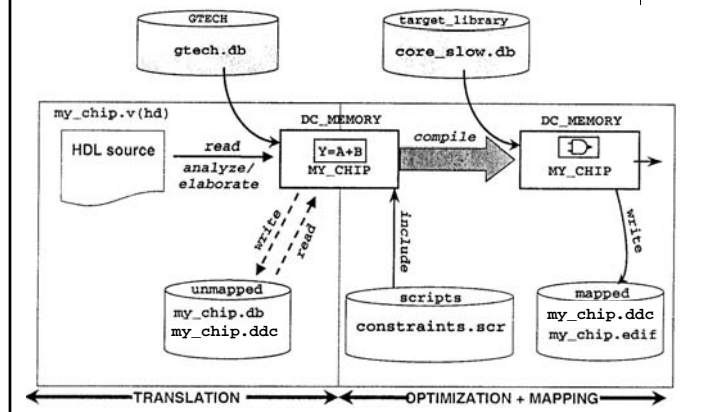 GTECH
gtech.db
target_library
core_slow.db
my_chip.v(hd)
HDL source
read
analyze/
elaborate
DC_MEMORY
Y=A+B
MY_CHIP
compile
DC_MEMORY
MY_CHIP
write
read
include
write
unmapped
my_chip.db
my_chip.ddc
scripts
constraints.scr
mapped
my_chip.ddc
my_chip.edif
TRANSLATION
OPTIMIZATION + MAPPING